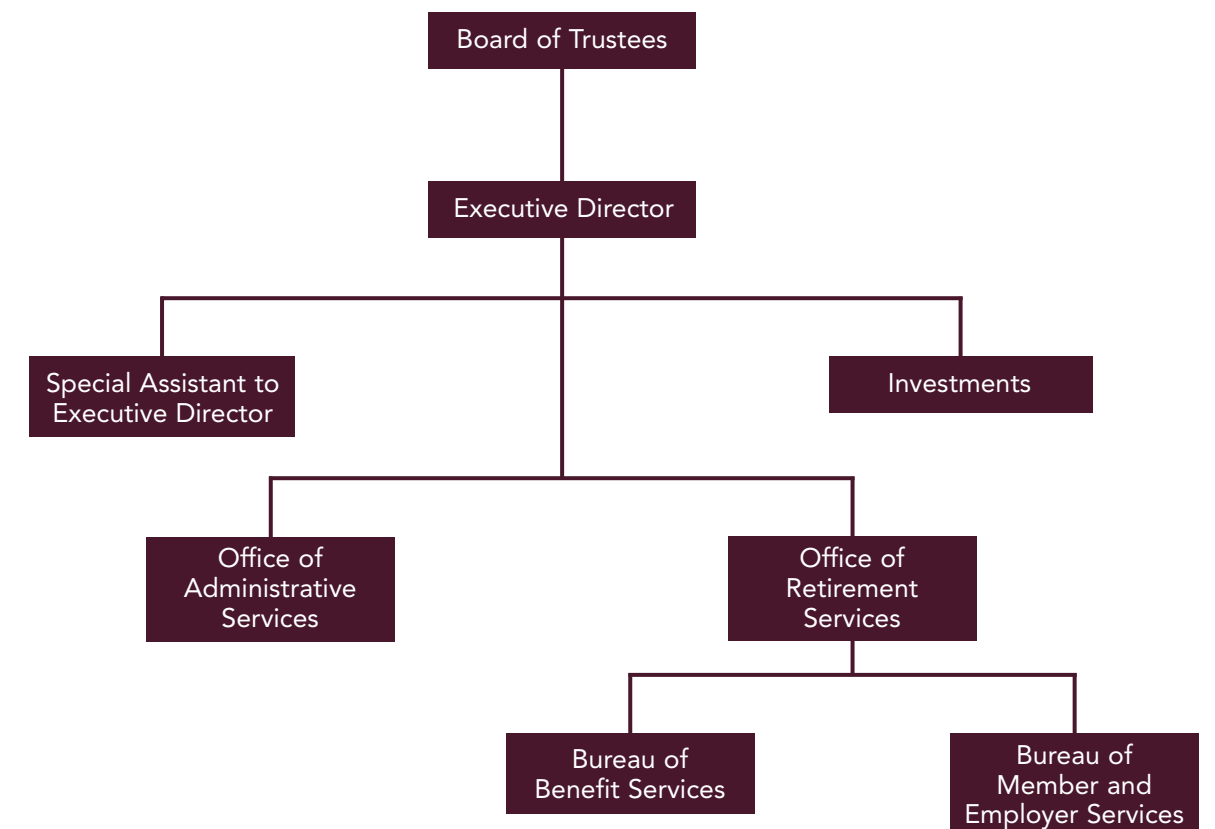 Board of Trustees
Executive Director
Special Assistant to
Executive Director
Investments
Office of
Administrative
Services
Office of
Retirement
Services
Bureau of
Benefit Services
Bureau of
Member and
Employer Services